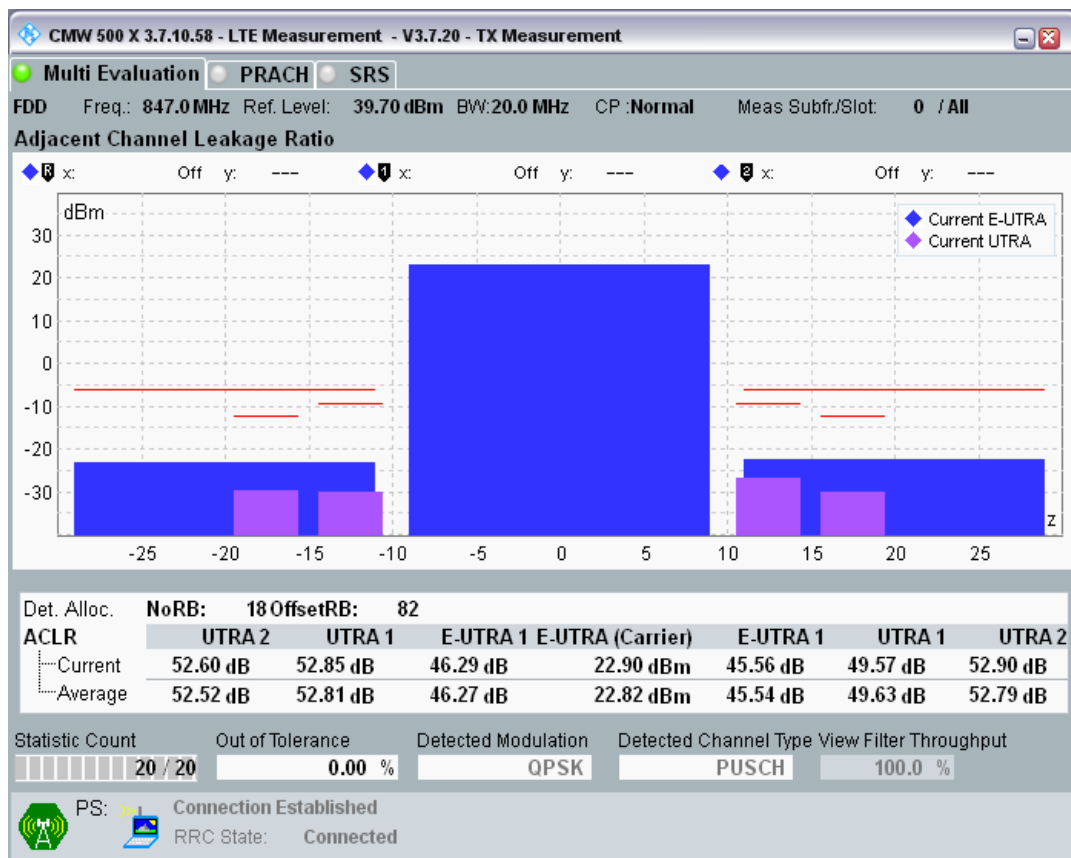 CMW 500 X 3.7.10.58 - LTE Measurement - V3.7.20 - TX Measurement
Multi Evaluation PRACH SRS
FDD Freq.: 847.0 MHz Ref. Level: 39.70 dBm BW:20.0 MHz CP :Normal Meas Subfr./Slot: 0 / All
Adjacent Channel Leakage Ratio
R x: Off y: --- 1 x: Off y: --- 2 x: Off y: ---
dBm
Current E-UTRA
Current UTRA
30
20
10
0
-10
-20
-30
z
-25 -20 -15 -10 -5 0 5 10 15 20 25
Det. Alloc. NoRB: 18 OffsetRB: 82
ACLR UTRA 2 UTRA 1 E-UTRA 1 E-UTRA (Carrier) E-UTRA 1 UTRA 1 UTRA 2
Current 52.60 dB 52.85 dB 46.29 dB 22.90 dBm 45.56 dB 49.57 dB 52.90 dB
Average 52.52 dB 52.81 dB 46.27 dB 22.82 dBm 45.54 dB 49.63 dB 52.79 dB
Statistic Count Out of Tolerance Detected Modulation Detected Channel Type View Filter Throughput
20 / 20 0.00 % QPSK PUSCH 100.0 %
PS: Connection Established
RRC State: Connected